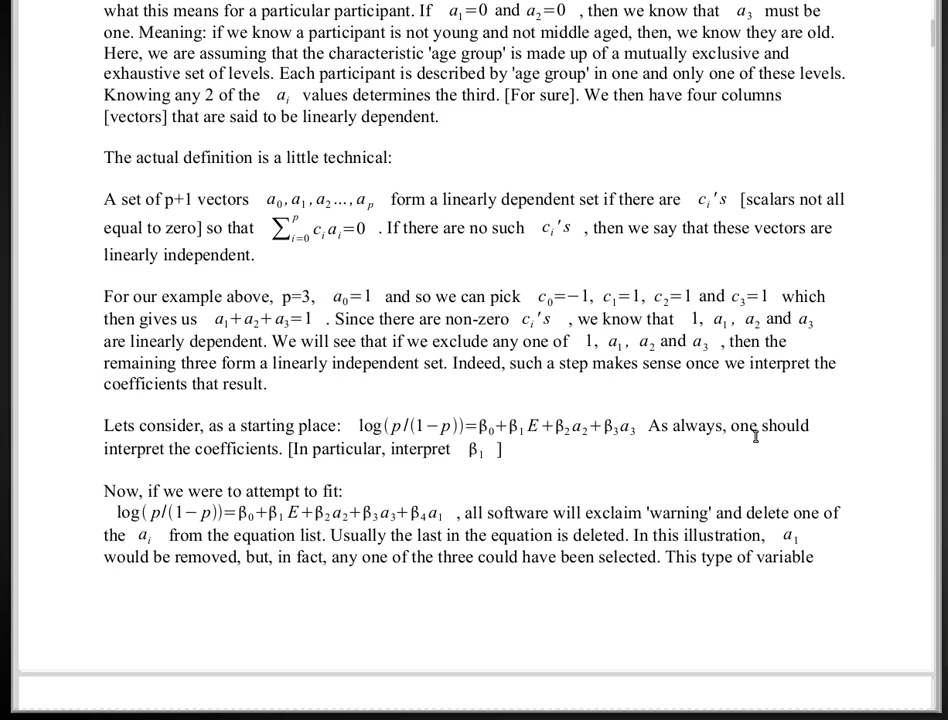 what this means for a particular participant. If a₁=0 and a₂=0 , then we know that a₃ must be
one. Meaning: if we know a participant is not young and not middle aged, then, we know they are old.
Here, we are assuming that the characteristic 'age group' is made up of a mutually exclusive and
exhaustive set of levels. Each participant is described by 'age group' in one and only one of these levels.
Knowing any 2 of the aᵢ values determines the third. [For sure]. We then have four columns
[vectors] that are said to be linearly dependent.
The actual definition is a little technical:
A set of p+1 vectors a₀, a₁, a₂..., aₚ form a linearly dependent set if there are cᵢ's [scalars not all
equal to zero] so that ∑ᵢ₌₀ᵖ cᵢaᵢ=0 . If there are no such cᵢ's , then we say that these vectors are
linearly independent.
For our example above, p=3, a₀=1 and so we can pick c₀=−1, c₁=1, c₂=1 and c₃=1 which
then gives us a₁+a₂+a₃=1 . Since there are non-zero cᵢ's , we know that 1, a₁, a₂ and a₃
are linearly dependent. We will see that if we exclude any one of 1, a₁, a₂ and a₃ , then the
remaining three form a linearly independent set. Indeed, such a step makes sense once we interpret the
coefficients that result.
Lets consider, as a starting place: log(p/(1−p))=β₀+β₁E+β₂a₂+β₃a₃ As always, one should
interpret the coefficients. [In particular, interpret β₁ ]
Now, if we were to attempt to fit:
log(p/(1−p))=β₀+β₁E+β₂a₂+β₃a₃+β₄a₁ , all software will exclaim 'warning' and delete one of
the aᵢ from the equation list. Usually the last in the equation is deleted. In this illustration, a₁
would be removed, but, in fact, any one of the three could have been selected. This type of variable